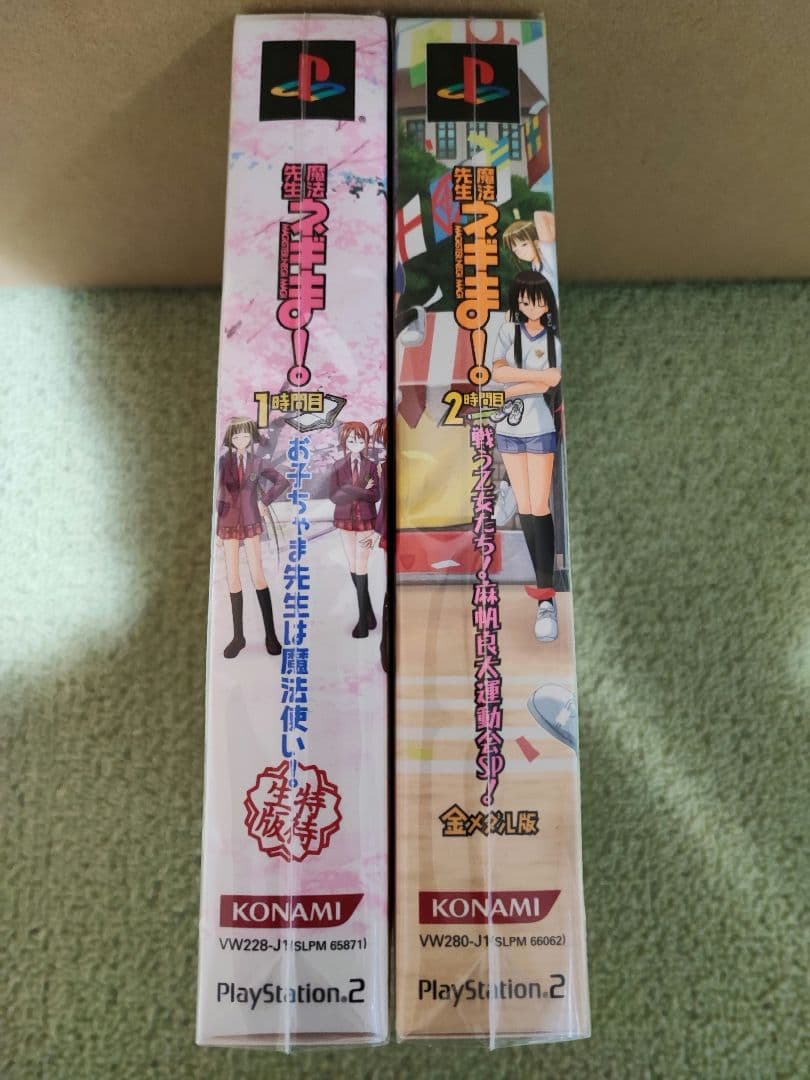 魔法
先生
ネギま！
MAGISTER NEGI MAGI
1時間目
お子ちゃま先生は魔法使い！
特待
生版
KONAMI
VW228-J1(SLPM 65871)
PlayStation®2
魔法
先生
ネギま！
MAGISTER NEGI MAGI
2時間目
戦う乙女たち！麻帆良大運動会SP！
金メダル版
KONAMI
VW280-J1(SLPM 66062)
PlayStation®2